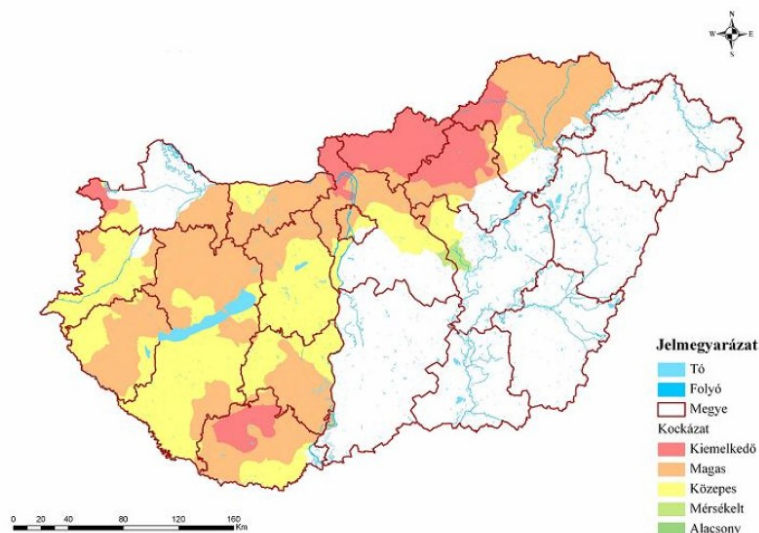 N
W E
S
Jelmegyarázat
Tó
Folyó
Megye
Kockázat
Kiemelkedő
Magas
Közepes
Mérsékelt
Alacsony
0 20 40 80 120 160
Km